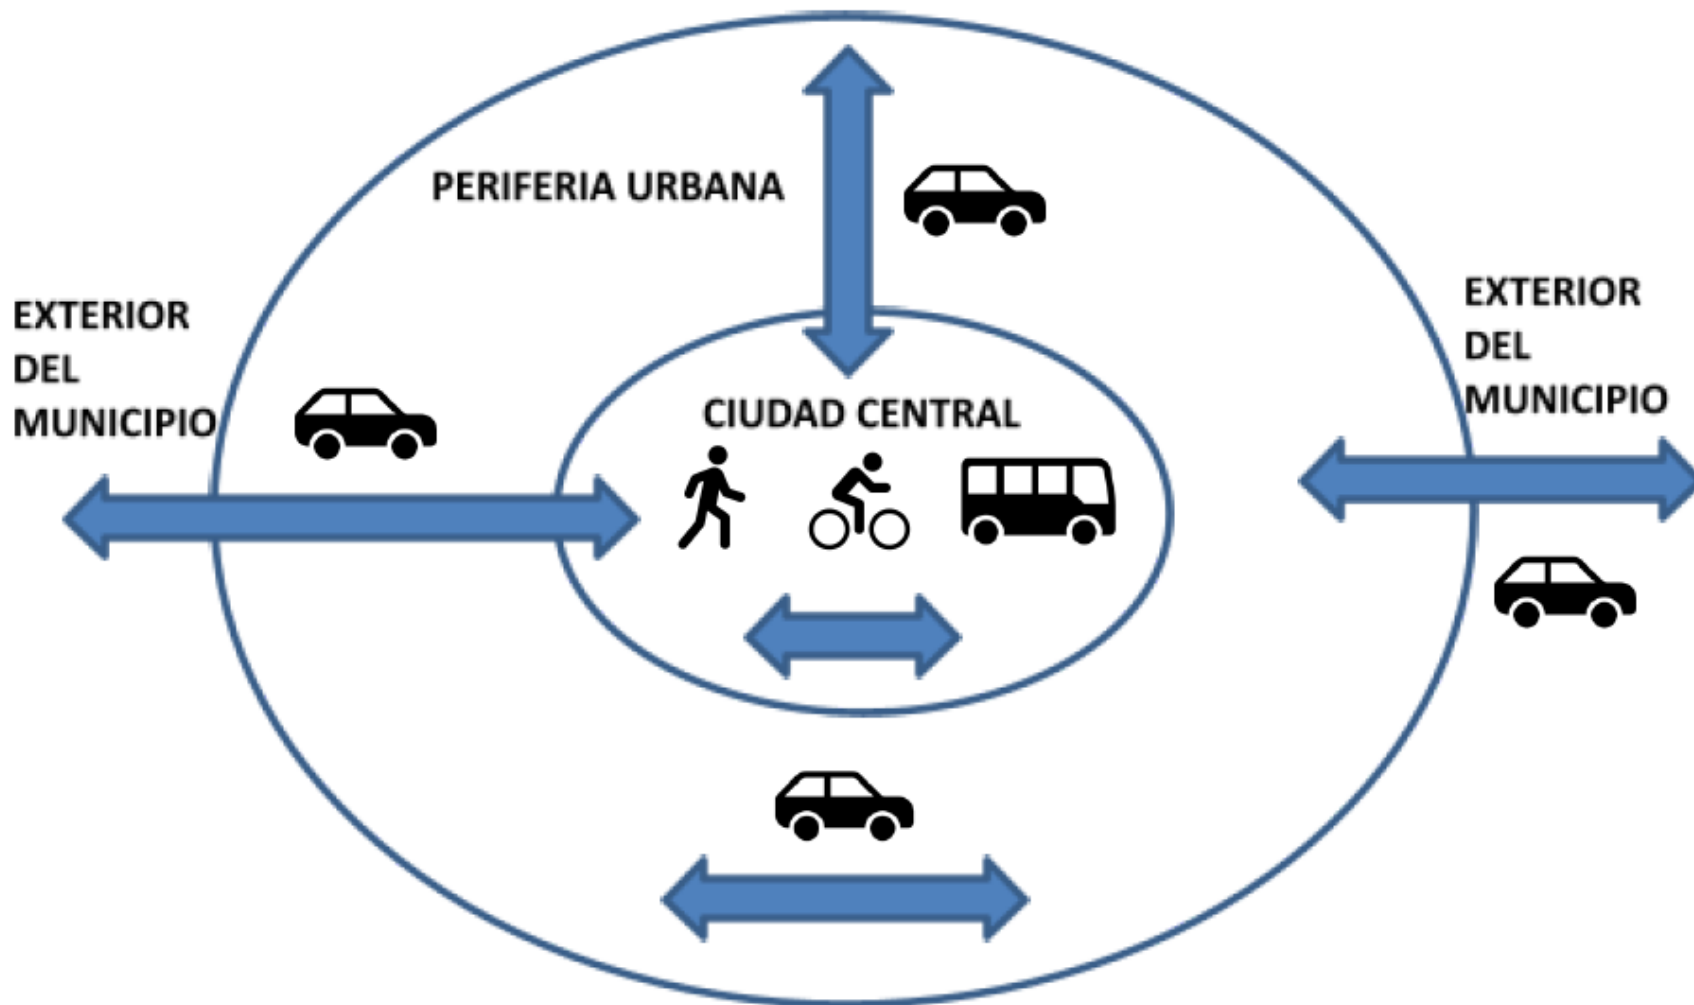 PERIFERIA URBANA
EXTERIOR
DEL
MUNICIPIO
EXTERIOR
DEL
MUNICIPIO
CIUDAD CENTRAL